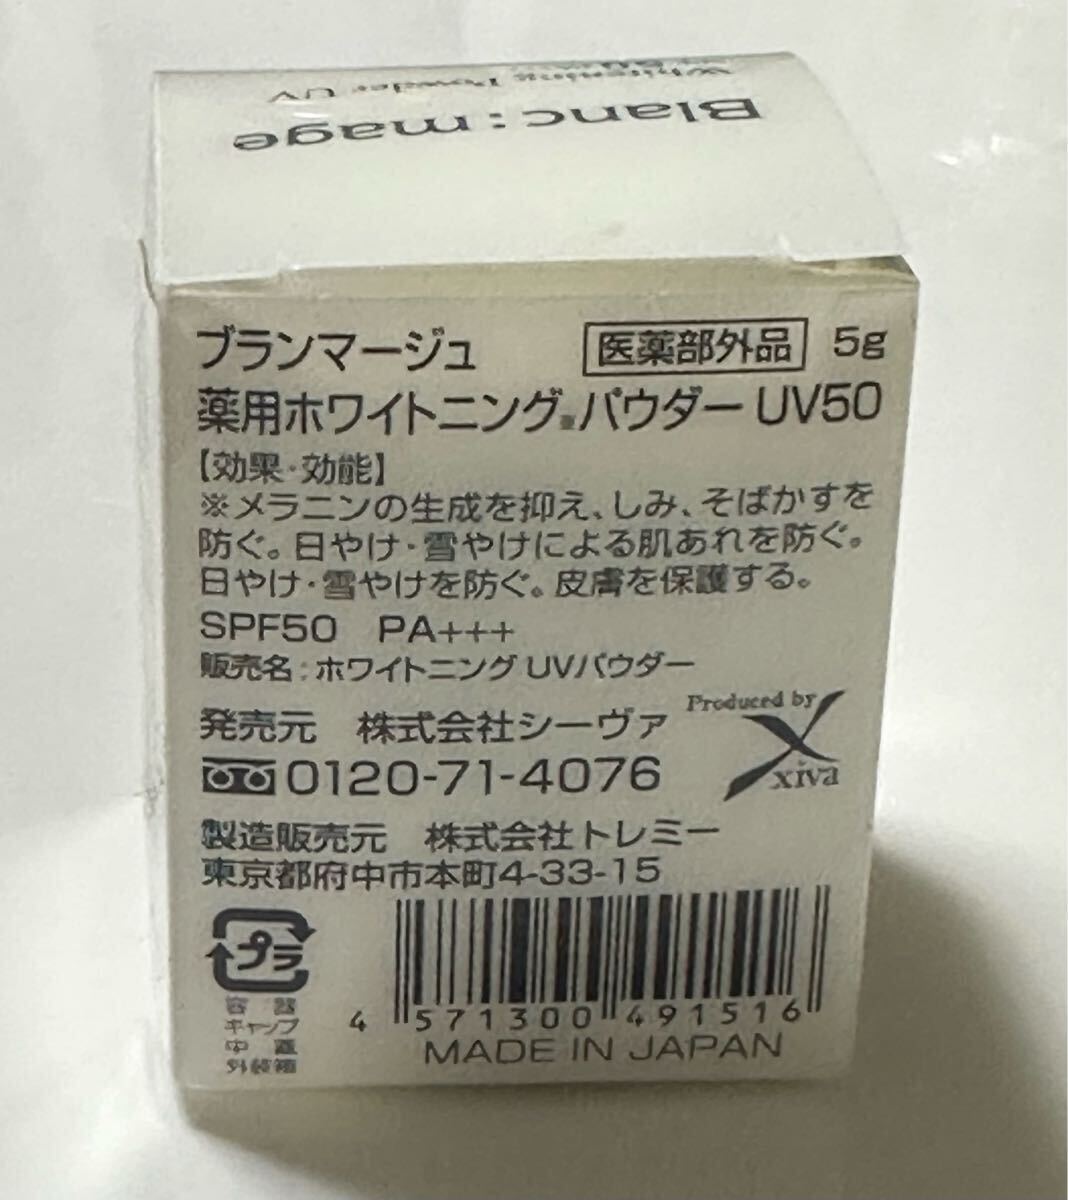 Blanc:mage
Whitening Powder UV
ブランマージュ 医薬部外品 5g
薬用ホワイトニング※パウダー UV50
【効果・効能】
※メラニンの生成を抑え、しみ、そばかすを
防ぐ。日やけ・雪やけによる肌あれを防ぐ。
日やけ・雪やけを防ぐ。皮膚を保護する。
SPF50 PA+++
販売名:ホワイトニングUVパウダー
発売元 株式会社シーヴァ
0120-71-4076
Produced by
xiva
製造販売元 株式会社トレミー
東京都府中市本町4-33-15
プラ
容器
キャップ
中蓋
外装箱
4 571300 491516
MADE IN JAPAN